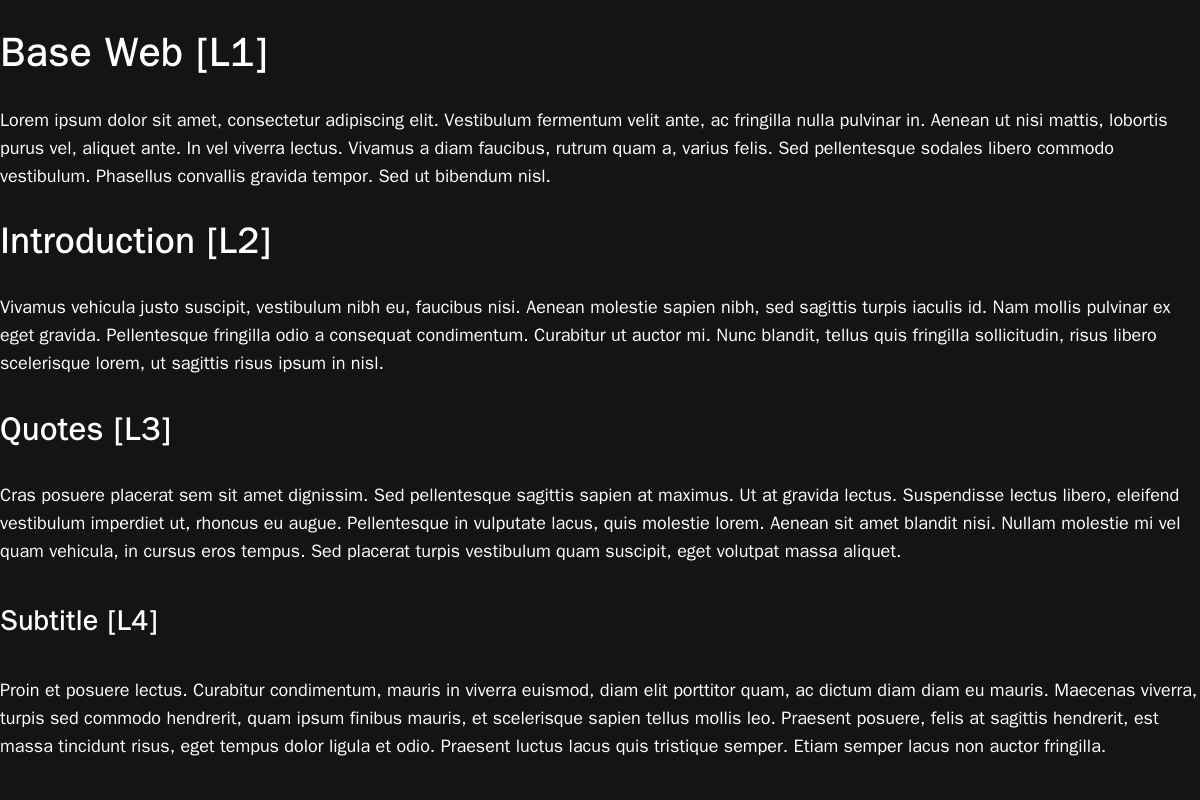 Base Web [L1]
Lorem ipsum dolor sit amet, consectetur adipiscing elit. Vestibulum fermentum velit ante, ac fringilla nulla pulvinar in. Aenean ut nisi mattis, lobortis
purus vel, aliquet ante. In vel viverra lectus. Vivamus a diam faucibus, rutrum quam a, varius felis. Sed pellentesque sodales libero commodo
vestibulum. Phasellus convallis gravida tempor. Sed ut bibendum nisl.
Introduction [L2]
Vivamus vehicula justo suscipit, vestibulum nibh eu, faucibus nisi. Aenean molestie sapien nibh, sed sagittis turpis iaculis id. Nam mollis pulvinar ex
eget gravida. Pellentesque fringilla odio a consequat condimentum. Curabitur ut auctor mi. Nunc blandit, tellus quis fringilla sollicitudin, risus libero
scelerisque lorem, ut sagittis risus ipsum in nisl.
Quotes [L3]
Cras posuere placerat sem sit amet dignissim. Sed pellentesque sagittis sapien at maximus. Ut at gravida lectus. Suspendisse lectus libero, eleifend
vestibulum imperdiet ut, rhoncus eu augue. Pellentesque in vulputate lacus, quis molestie lorem. Aenean sit amet blandit nisi. Nullam molestie mi vel
quam vehicula, in cursus eros tempus. Sed placerat turpis vestibulum quam suscipit, eget volutpat massa aliquet.
Subtitle [L4]
Proin et posuere lectus. Curabitur condimentum, mauris in viverra euismod, diam elit porttitor quam, ac dictum diam diam eu mauris. Maecenas viverra,
turpis sed commodo hendrerit, quam ipsum finibus mauris, et scelerisque sapien tellus mollis leo. Praesent posuere, felis at sagittis hendrerit, est
massa tincidunt risus, eget tempus dolor ligula et odio. Praesent luctus lacus quis tristique semper. Etiam semper lacus non auctor fringilla.